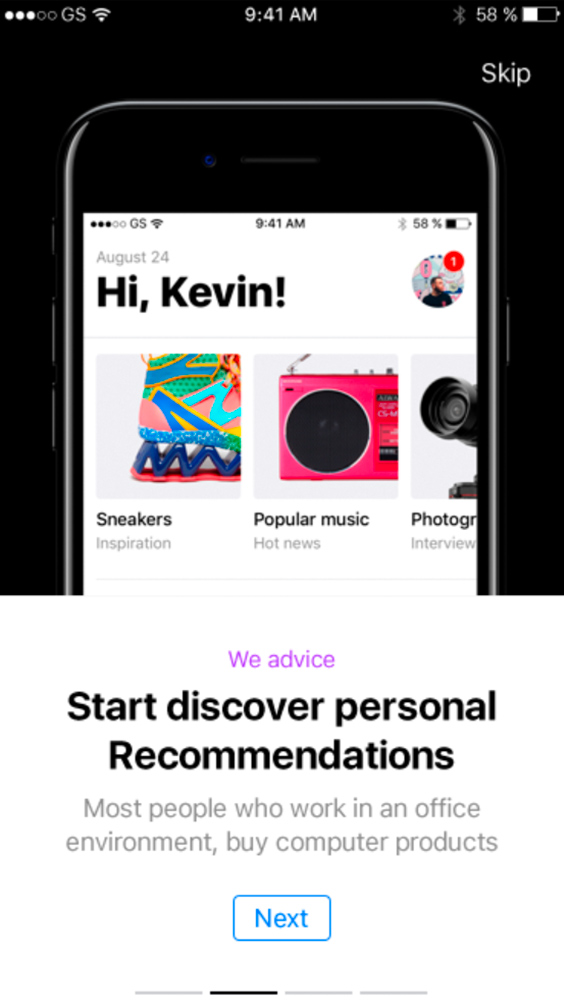 GS 9:41 AM 58 %
Skip
GS 9:41 AM 58 %
August 24
Hi, Kevin!
1
CS-M
Sneakers Popular music Photogr
Inspiration Hot news Interview
We advice
Start discover personal
Recommendations
Most people who work in an office
environment, buy computer products
Next